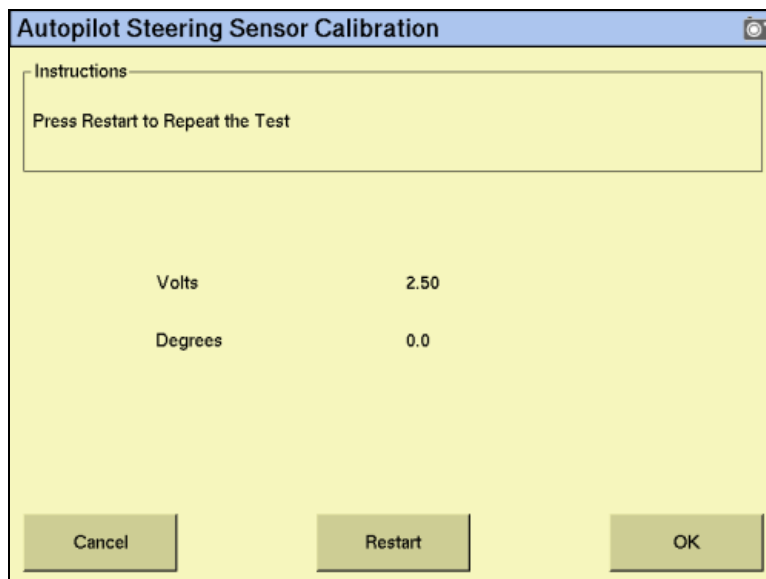 Autopilot Steering Sensor Calibration
Instructions
Press Restart to Repeat the Test
Volts 2.50
Degrees 0.0
Cancel Restart OK